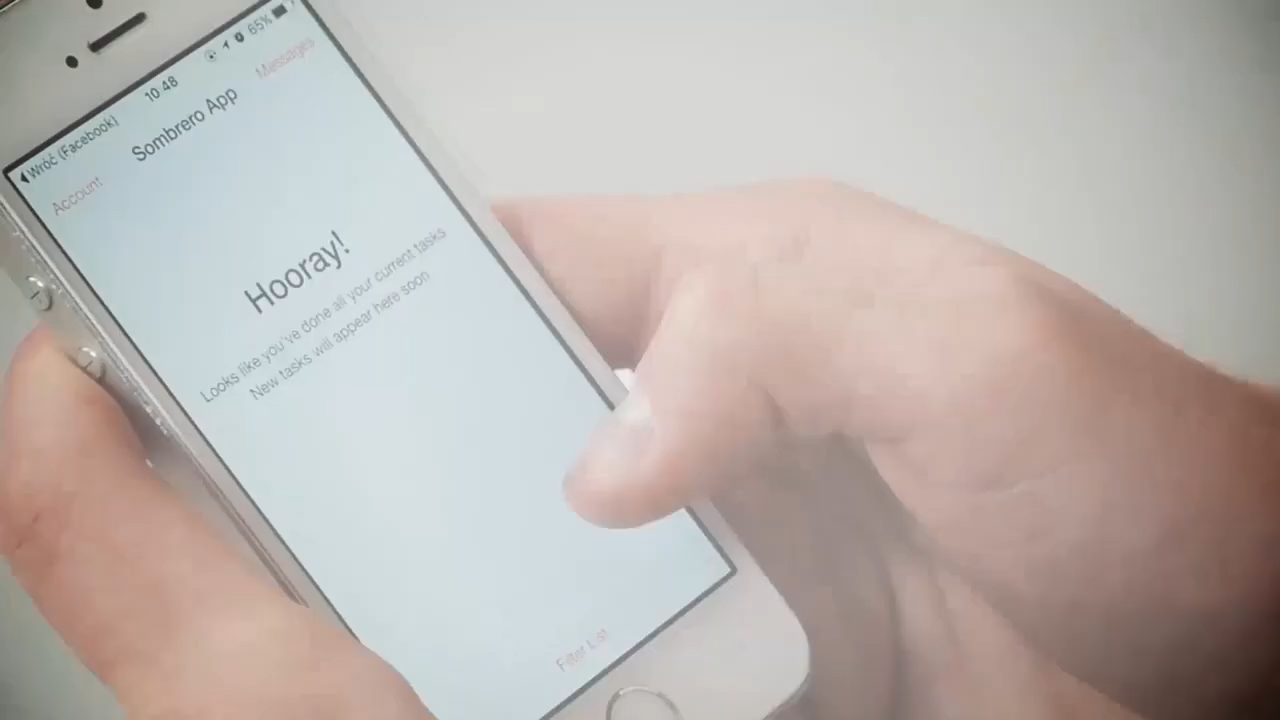 Wróć (Facebook)
10:48
65%
Account
Sombrero App
Messages
Hooray!
Looks like you've done all your current tasks
New tasks will appear here soon
Filter List